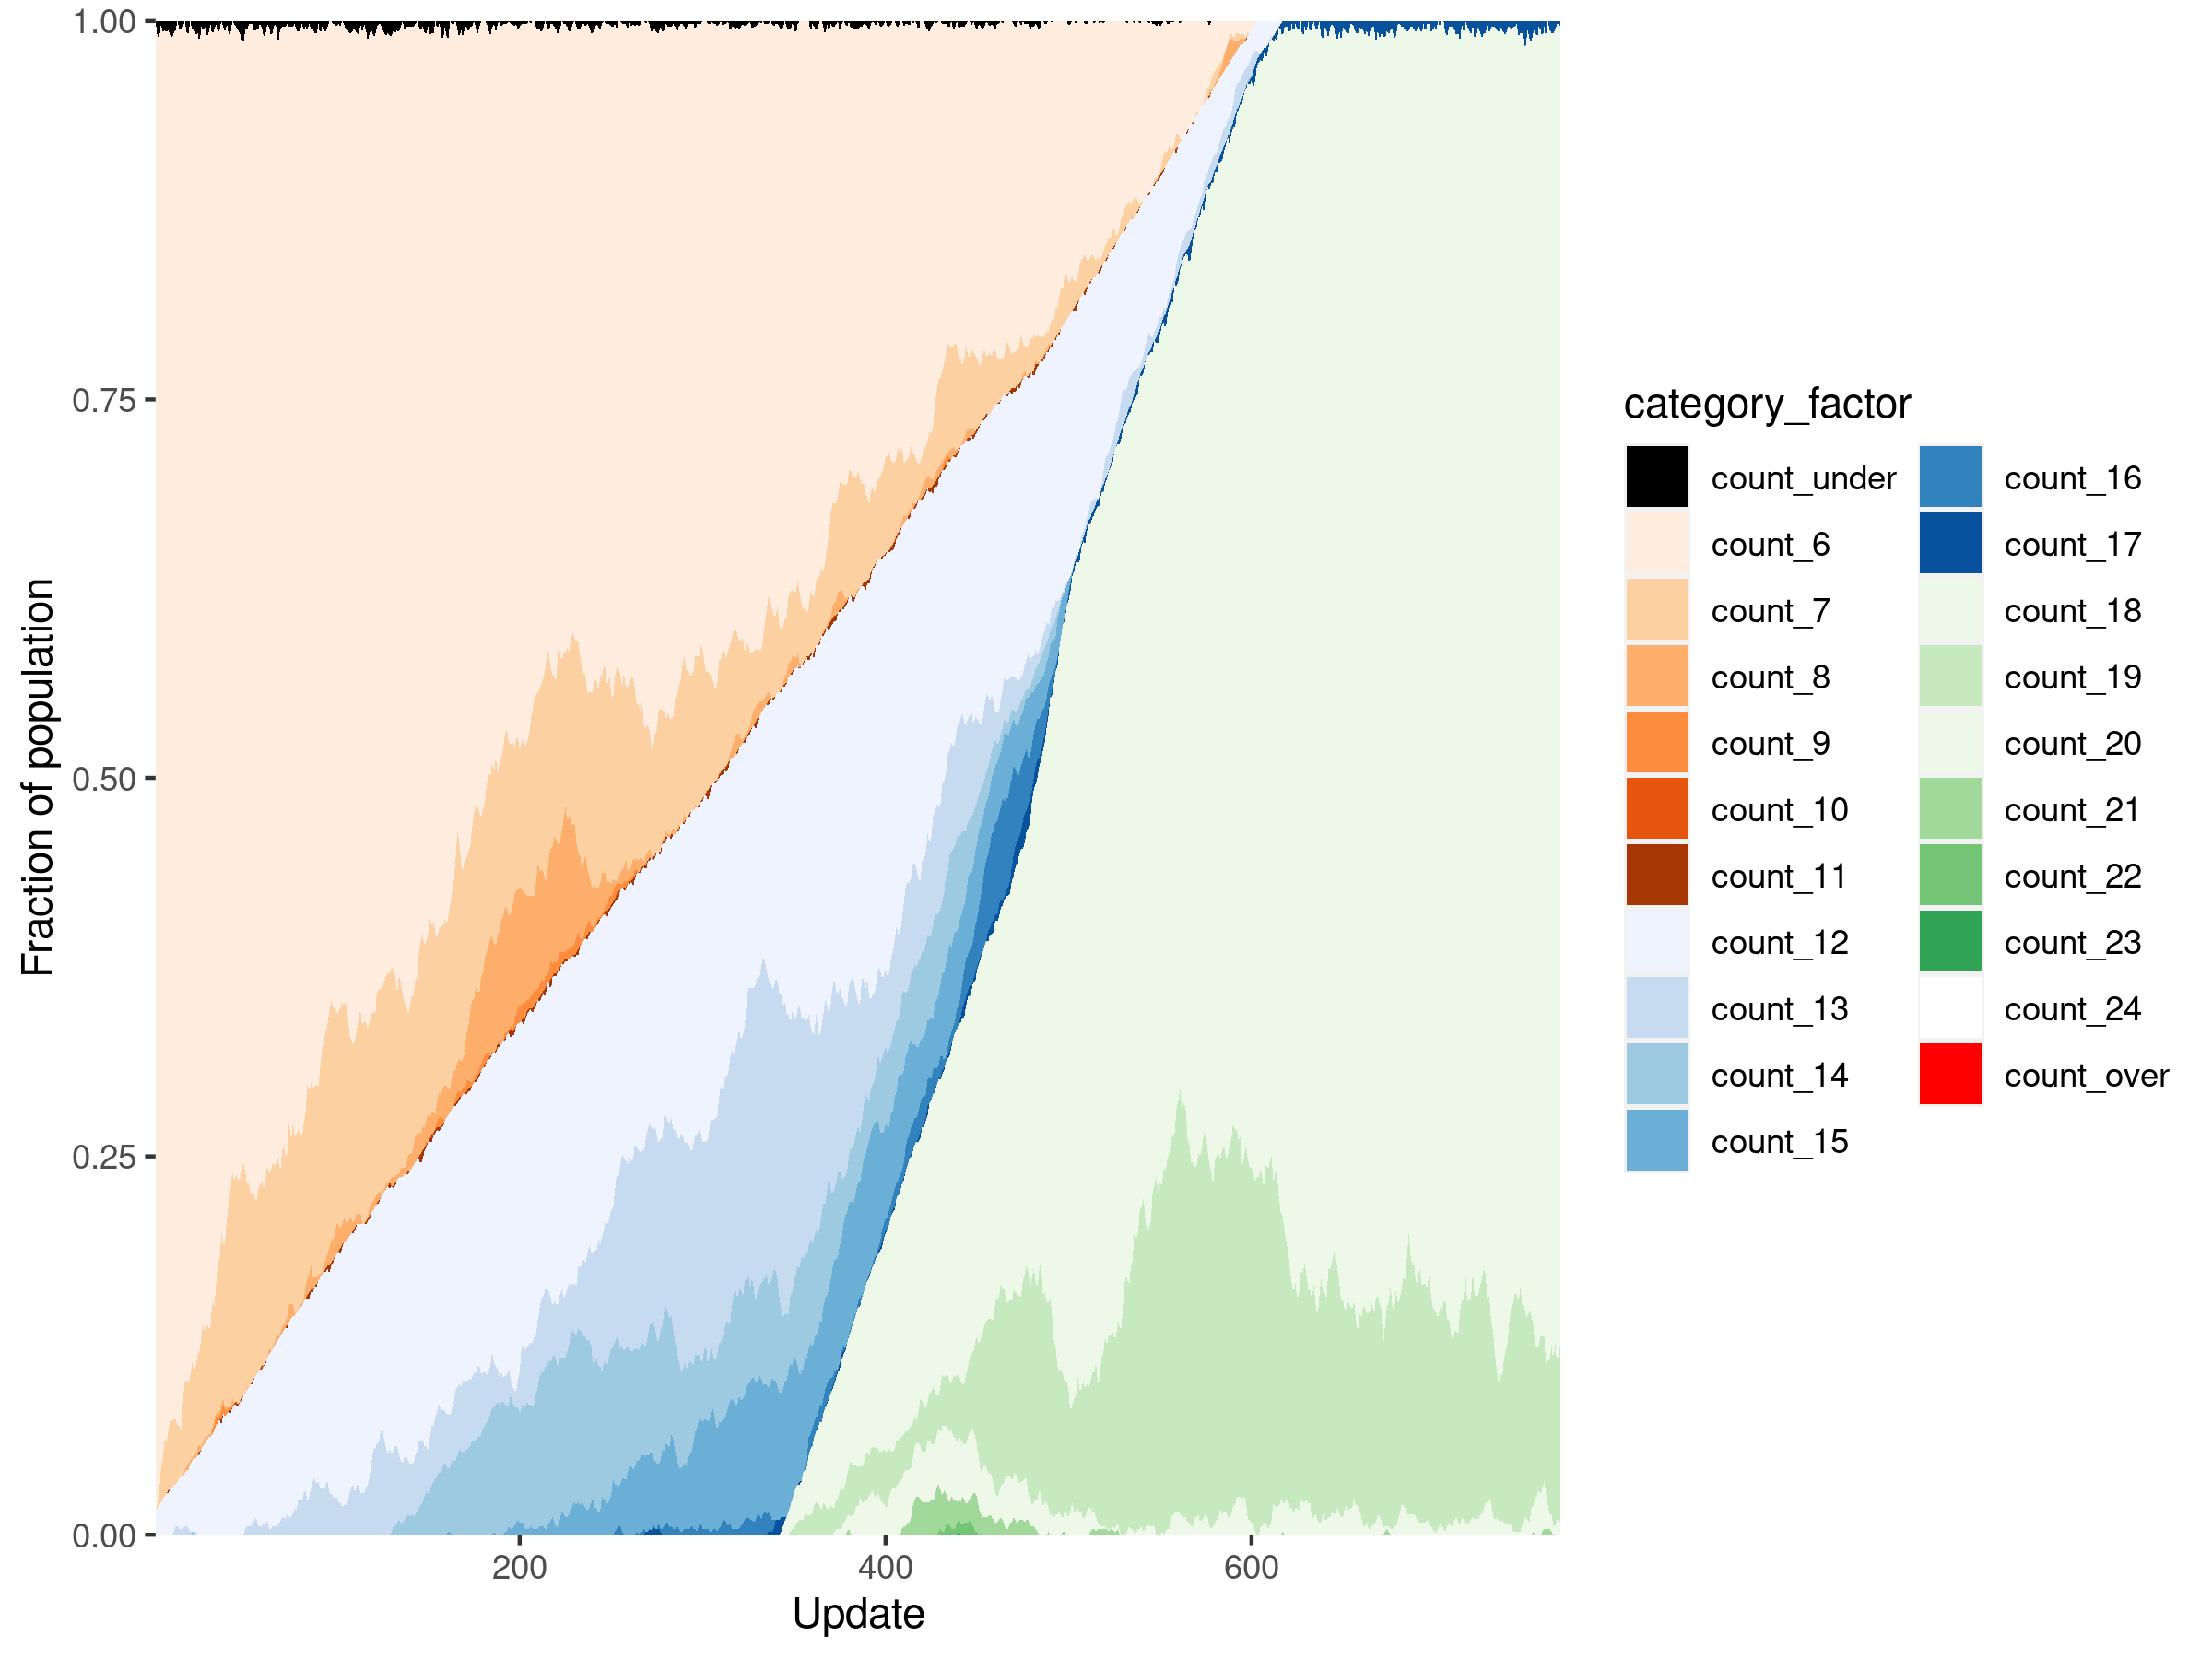 1.00
0.75
0.50
0.25
0.00
Fraction of population
200
400
600
Update
category_factor
count_under
count_6
count_7
count_8
count_9
count_10
count_11
count_12
count_13
count_14
count_15
count_16
count_17
count_18
count_19
count_20
count_21
count_22
count_23
count_24
count_over